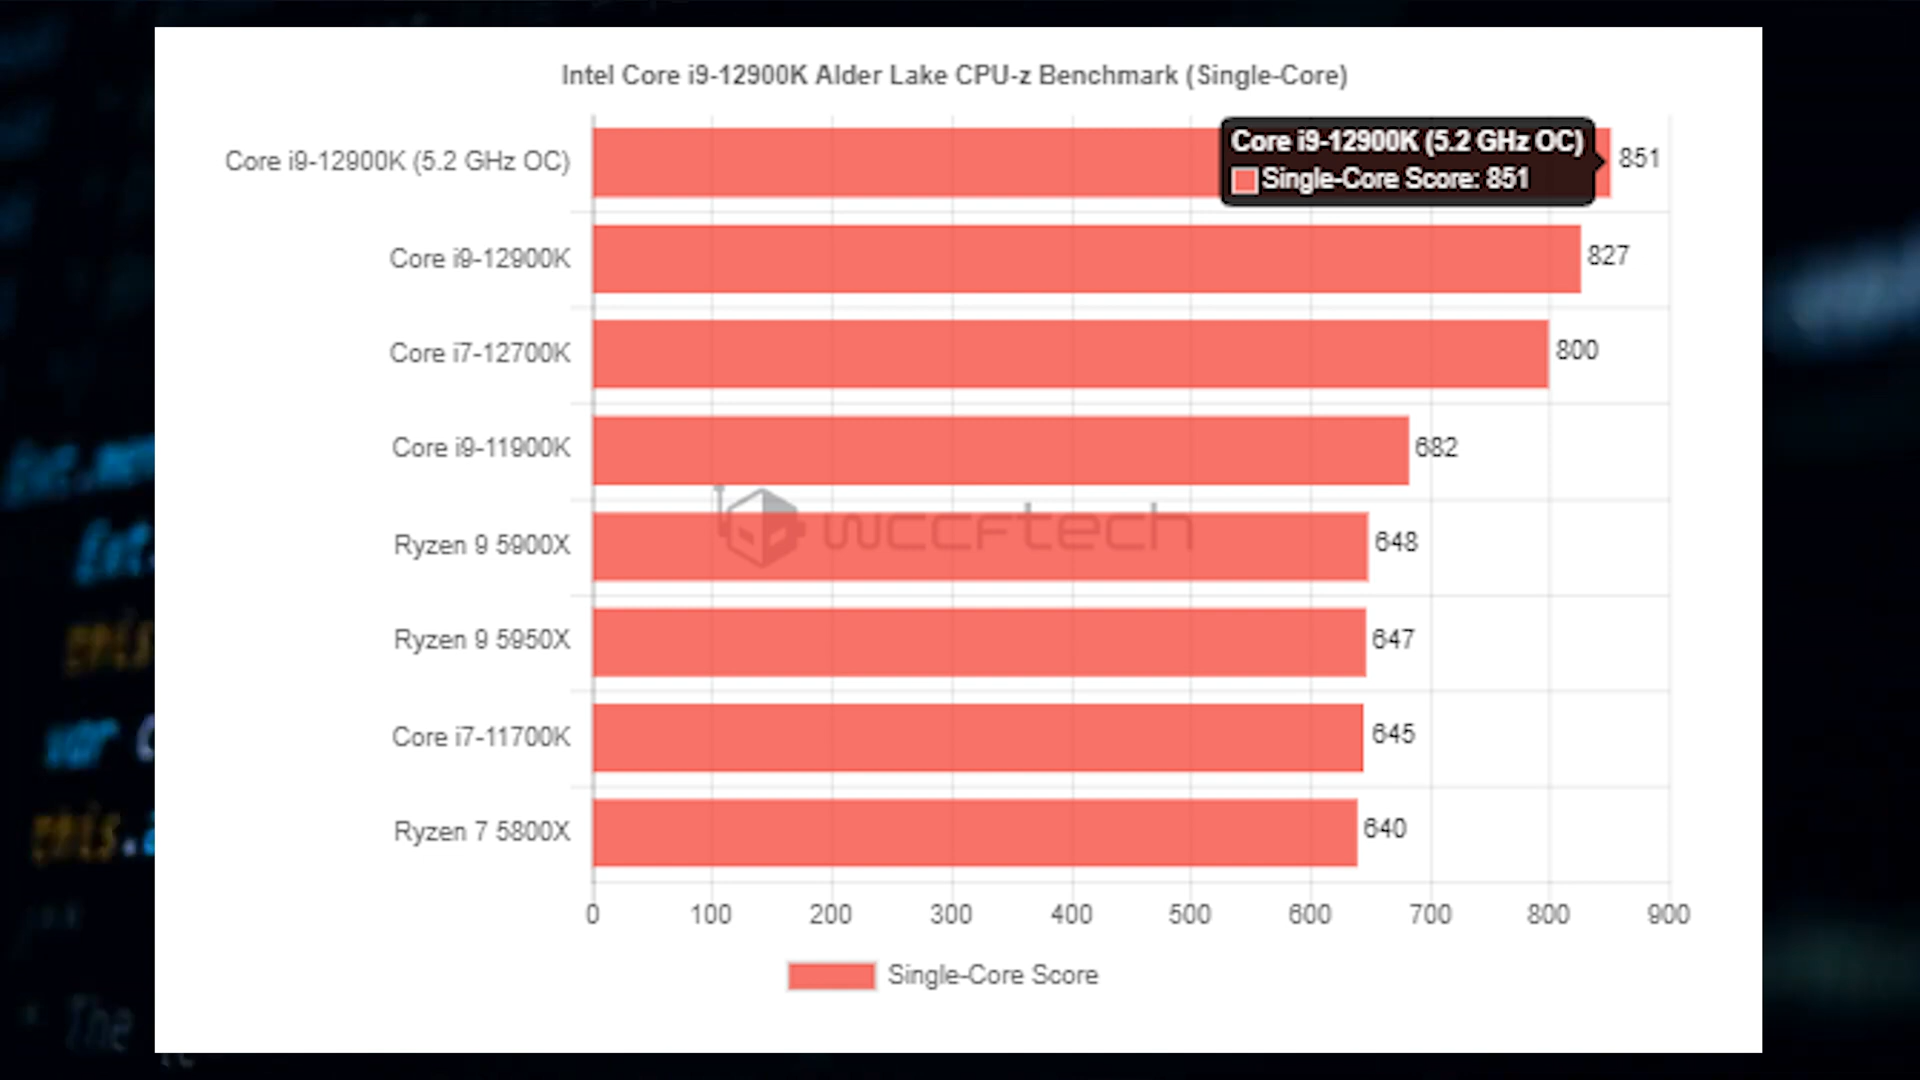 Intel Core i9-12900K Alder Lake CPU-z Benchmark (Single-Core)
Core i9-12900K (5.2 GHz OC)
Core i9-12900K (5.2 GHz OC)
Single-Core Score: 851
851
Core i9-12900K
827
Core i7-12700K
800
Core i9-11900K
682
wccftech
Ryzen 9 5900X
648
Ryzen 9 5950X
647
Core i7-11700K
645
Ryzen 7 5800X
640
0 100 200 300 400 500 600 700 800 900
Single-Core Score
var
The